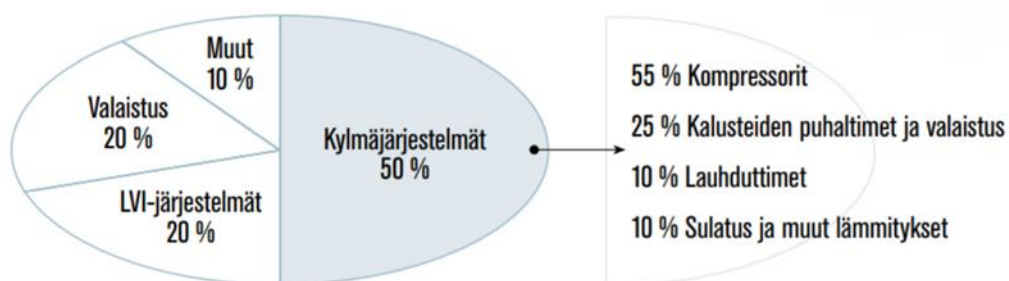 Muut
10 %
Valaistus
20 %
LVI-järjestelmät
20 %
Kylmäjärjestelmät
50 %
55 % Kompressorit
25 % Kalusteiden puhaltimet ja valaistus
10 % Lauhduttimet
10 % Sulatus ja muut lämmitykset